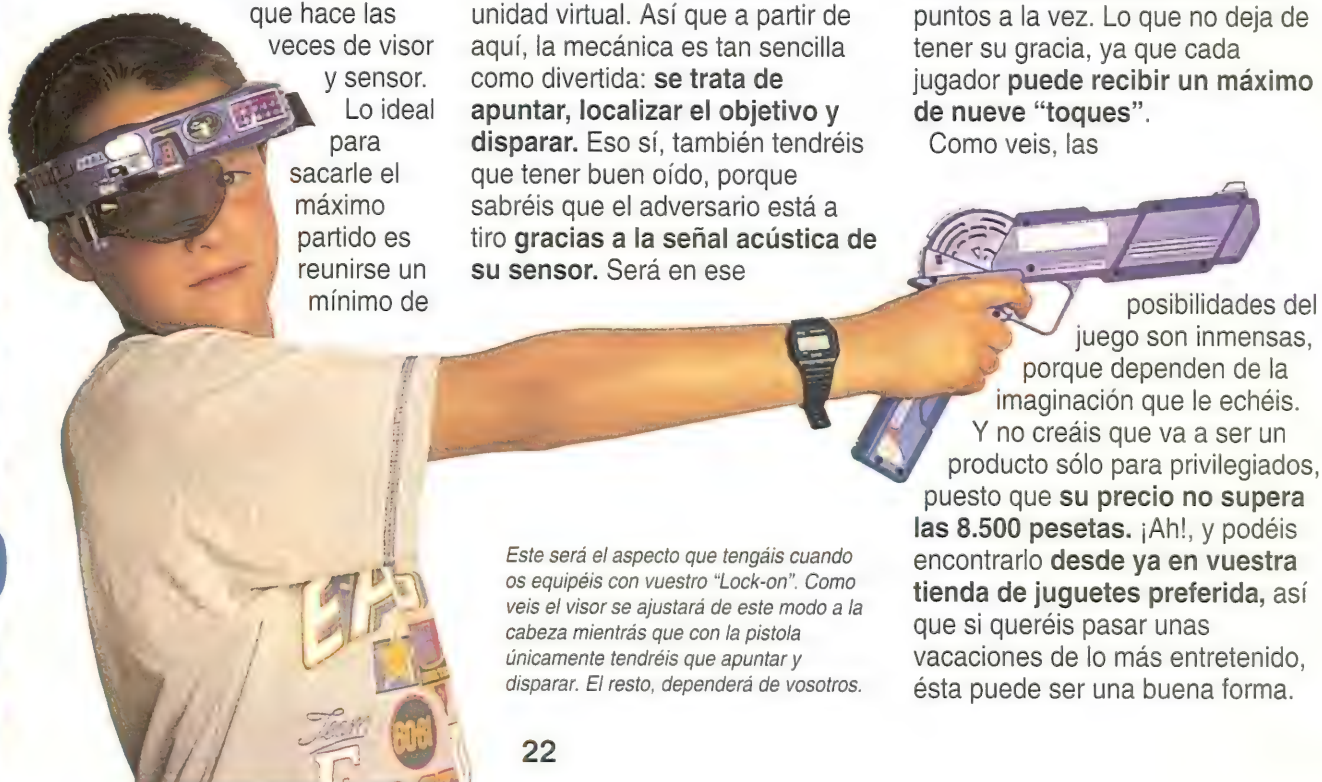 que hace las
veces de visor
y sensor.
Lo ideal
para
sacarle el
máximo
partido es
reunirse un
mínimo de
unidad virtual. Así que a partir de
aquí, la mecánica es tan sencilla
como divertida: se trata de
apuntar, localizar el objetivo y
disparar. Eso sí, también tendréis
que tener buen oído, porque
sabréis que el adversario está a
tiro gracias a la señal acústica de
su sensor. Será en ese
puntos a la vez. Lo que no deja de
tener su gracia, ya que cada
jugador puede recibir un máximo
de nueve “toques”.
Como veis, las
posibilidades del
juego son inmensas,
porque dependen de la
imaginación que le echéis.
Y no creáis que va a ser un
producto sólo para privilegiados,
puesto que su precio no supera
las 8.500 pesetas. ¡Ah!, y podéis
encontrarlo desde ya en vuestra
tienda de juguetes preferida, así
que si queréis pasar unas
vacaciones de lo más entretenido,
ésta puede ser una buena forma.
Este será el aspecto que tengáis cuando
os equipéis con vuestro “Lock-on”. Como
veis el visor se ajustará de este modo a la
cabeza mientrás que con la pistola
únicamente tendréis que apuntar y
disparar. El resto, dependerá de vosotros.
22